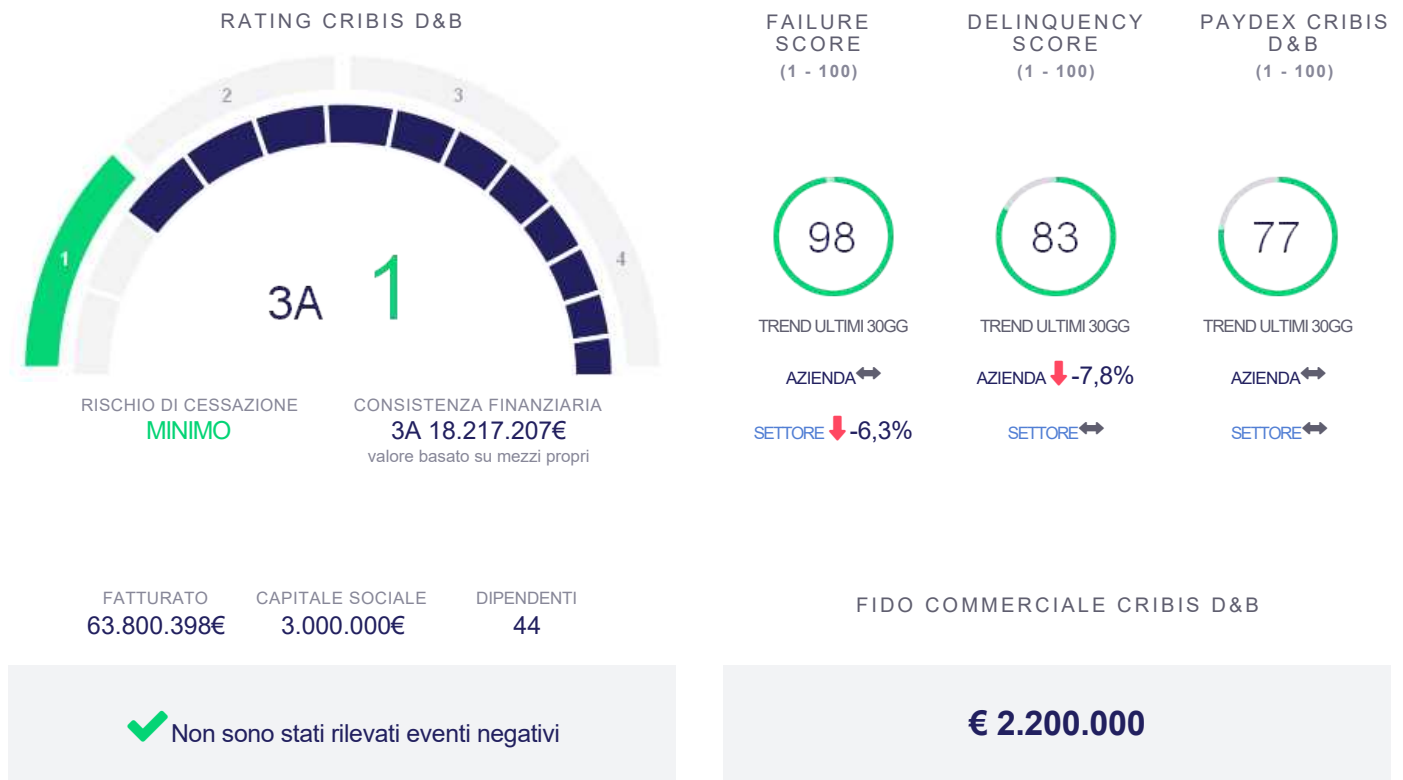 RATING CRIBIS D&B
2
3
1
4
3A 1
RISCHIO DI CESSAZIONE
MINIMO
CONSISTENZA FINANZIARIA
3A 18.217.207€
valore basato su mezzi propri
FATTURATO
63.800.398€
CAPITALE SOCIALE
3.000.000€
DIPENDENTI
44
Non sono stati rilevati eventi negativi
FAILURE
SCORE
(1 - 100)
98
TREND ULTIMI 30GG
AZIENDA
SETTORE -6,3%
DELINQUENCY
SCORE
(1 - 100)
83
TREND ULTIMI 30GG
AZIENDA -7,8%
SETTORE
PAYDEX CRIBIS
D&B
(1 - 100)
77
TREND ULTIMI 30GG
AZIENDA
SETTORE
FIDO COMMERCIALE CRIBIS D&B
€ 2.200.000